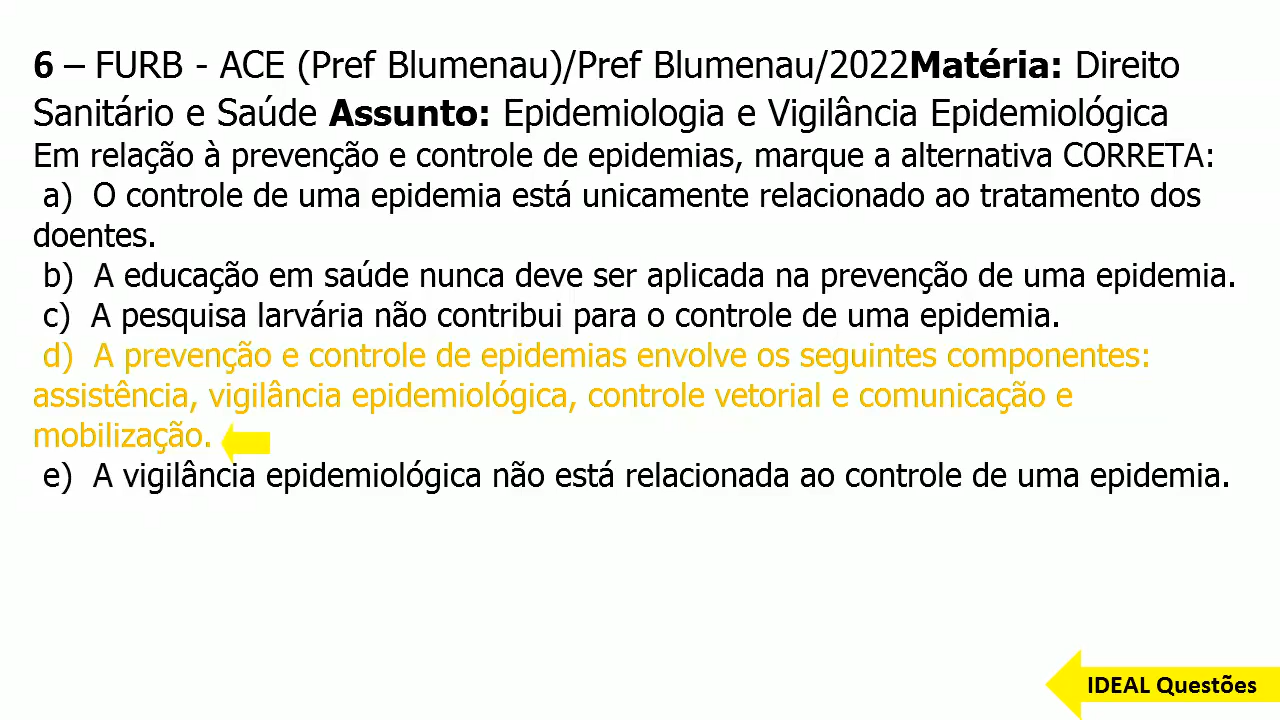 6 – FURB - ACE (Pref Blumenau)/Pref Blumenau/2022Matéria: Direito
Sanitário e Saúde Assunto: Epidemiologia e Vigilância Epidemiológica
Em relação à prevenção e controle de epidemias, marque a alternativa CORRETA:
a) O controle de uma epidemia está unicamente relacionado ao tratamento dos
doentes.
b) A educação em saúde nunca deve ser aplicada na prevenção de uma epidemia.
c) A pesquisa larvária não contribui para o controle de uma epidemia.
d) A prevenção e controle de epidemias envolve os seguintes componentes:
assistência, vigilância epidemiológica, controle vetorial e comunicação e
mobilização.
e) A vigilância epidemiológica não está relacionada ao controle de uma epidemia.
IDEAL Questões